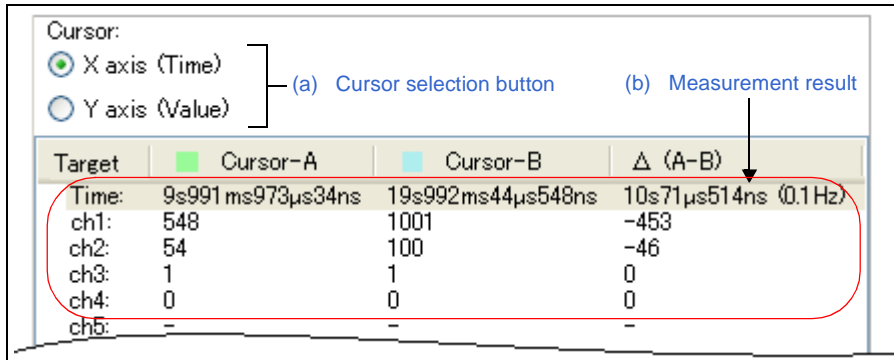 Cursor:
X axis (Time)
Y axis (Value)
(a) Cursor selection button
(b) Measurement result
Target Cursor-A Cursor-B Δ (A-B)
Time: 9s991ms973μs34ns 19s992ms44μs548ns 10s71μs514ns (0.1Hz)
ch1: 548 1001 -453
ch2: 54 100 -46
ch3: 1 1 0
ch4: 0 0 0
ch5: - - -